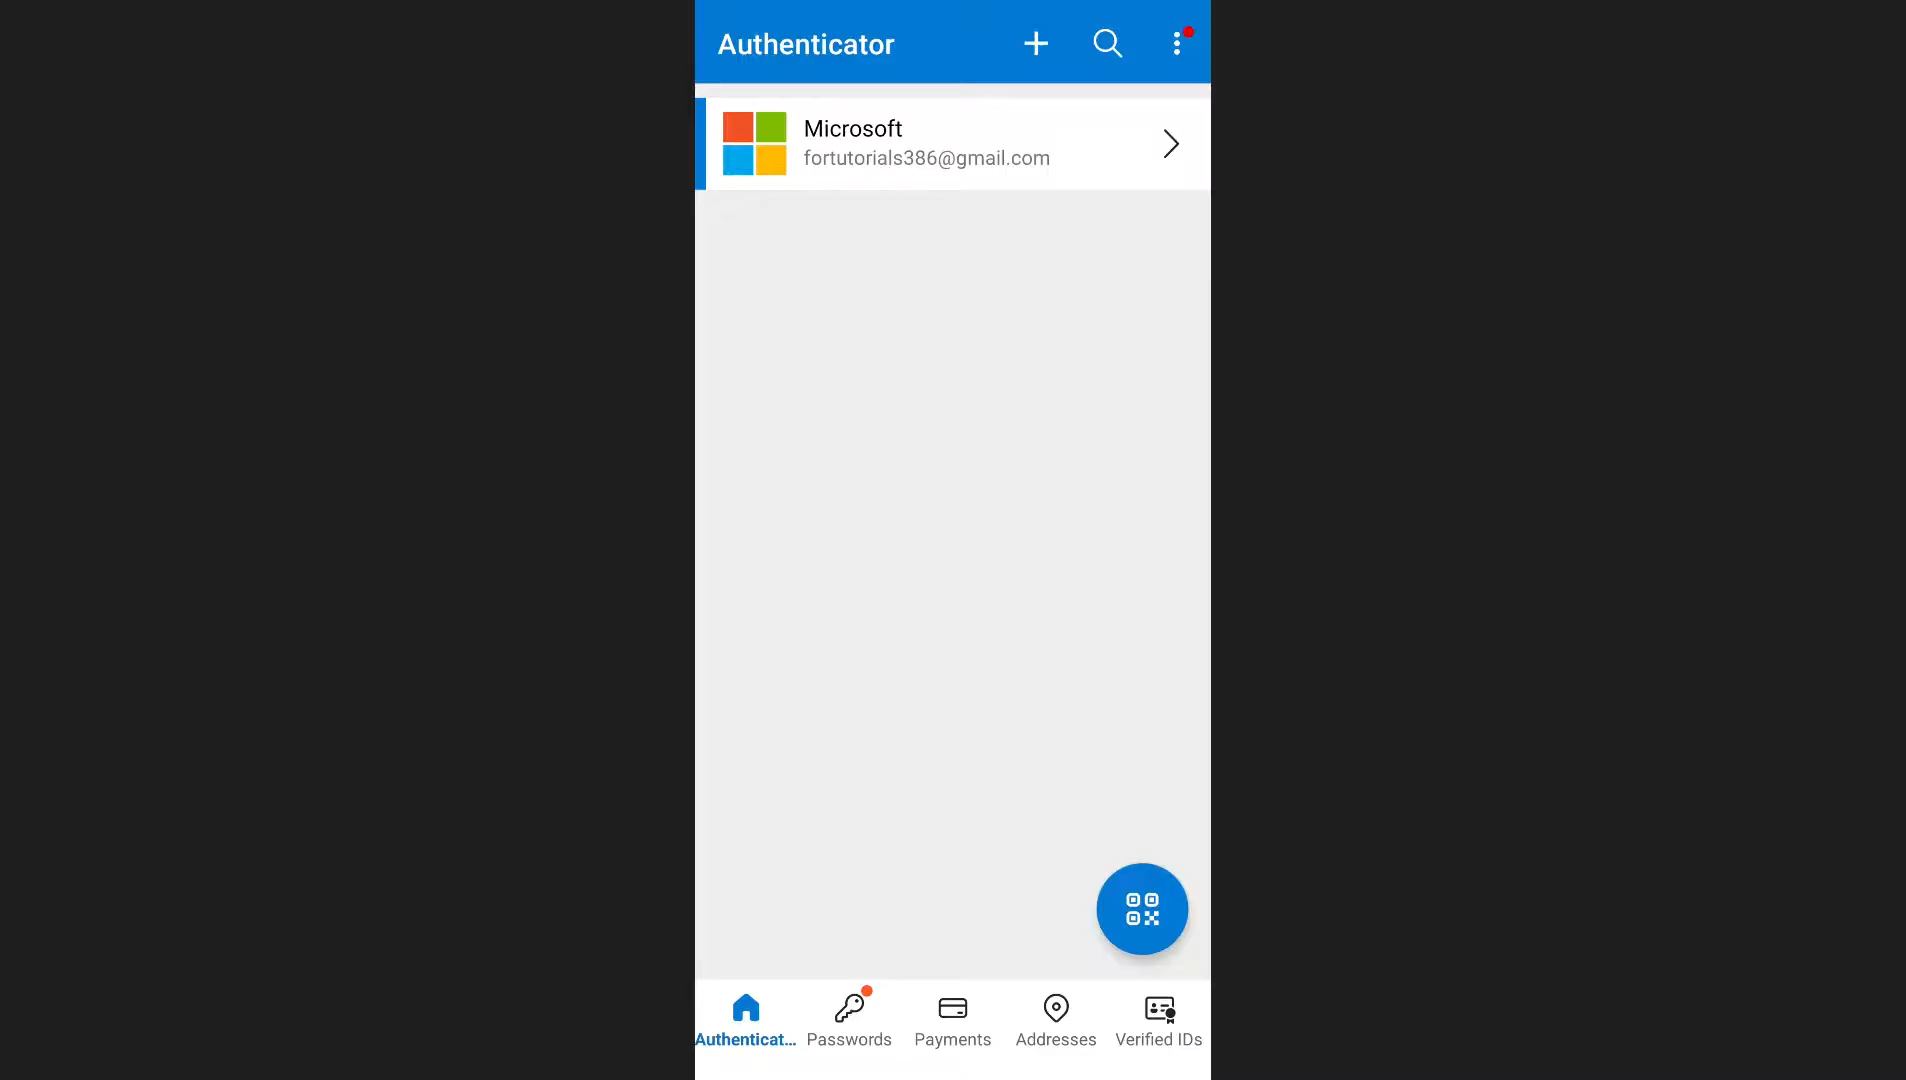 Authenticator
Microsoft
fortutorials386@gmail.com
Authenticat...
Passwords
Payments
Addresses
Verified IDs